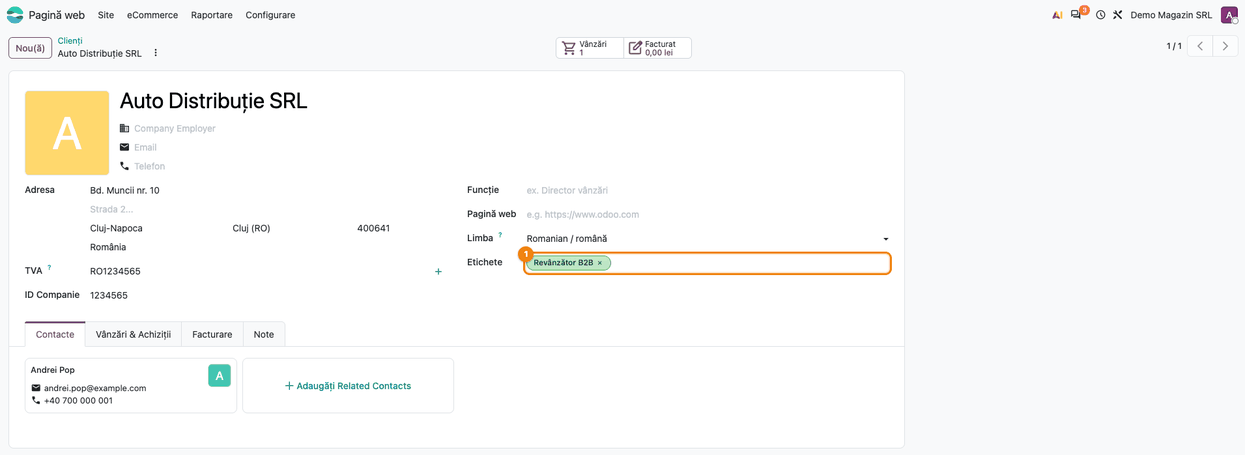 Pagină web Site eCommerce Raportare Configurare AI 3 Demo Magazin SRL A
Nou(ă) Clienți
Auto Distribuție SRL
Vânzări 1 Facturat 0,00 lei
1 / 1
A
Auto Distribuție SRL
Company Employer
Email
Telefon
Adresa Bd. Muncii nr. 10
Strada 2...
Cluj-Napoca Cluj (RO) 400641
România
TVA ? RO1234565 +
ID Companie 1234565
Funcție ex. Director vânzări
Pagină web e.g. https://www.odoo.com
Limba ? Romanian / română
1
Etichete Revânzător B2B ×
Contacte Vânzări & Achiziții Facturare Note
Andrei Pop A
andrei.pop@example.com
+40 700 000 001
+ Adaugăți Related Contacts